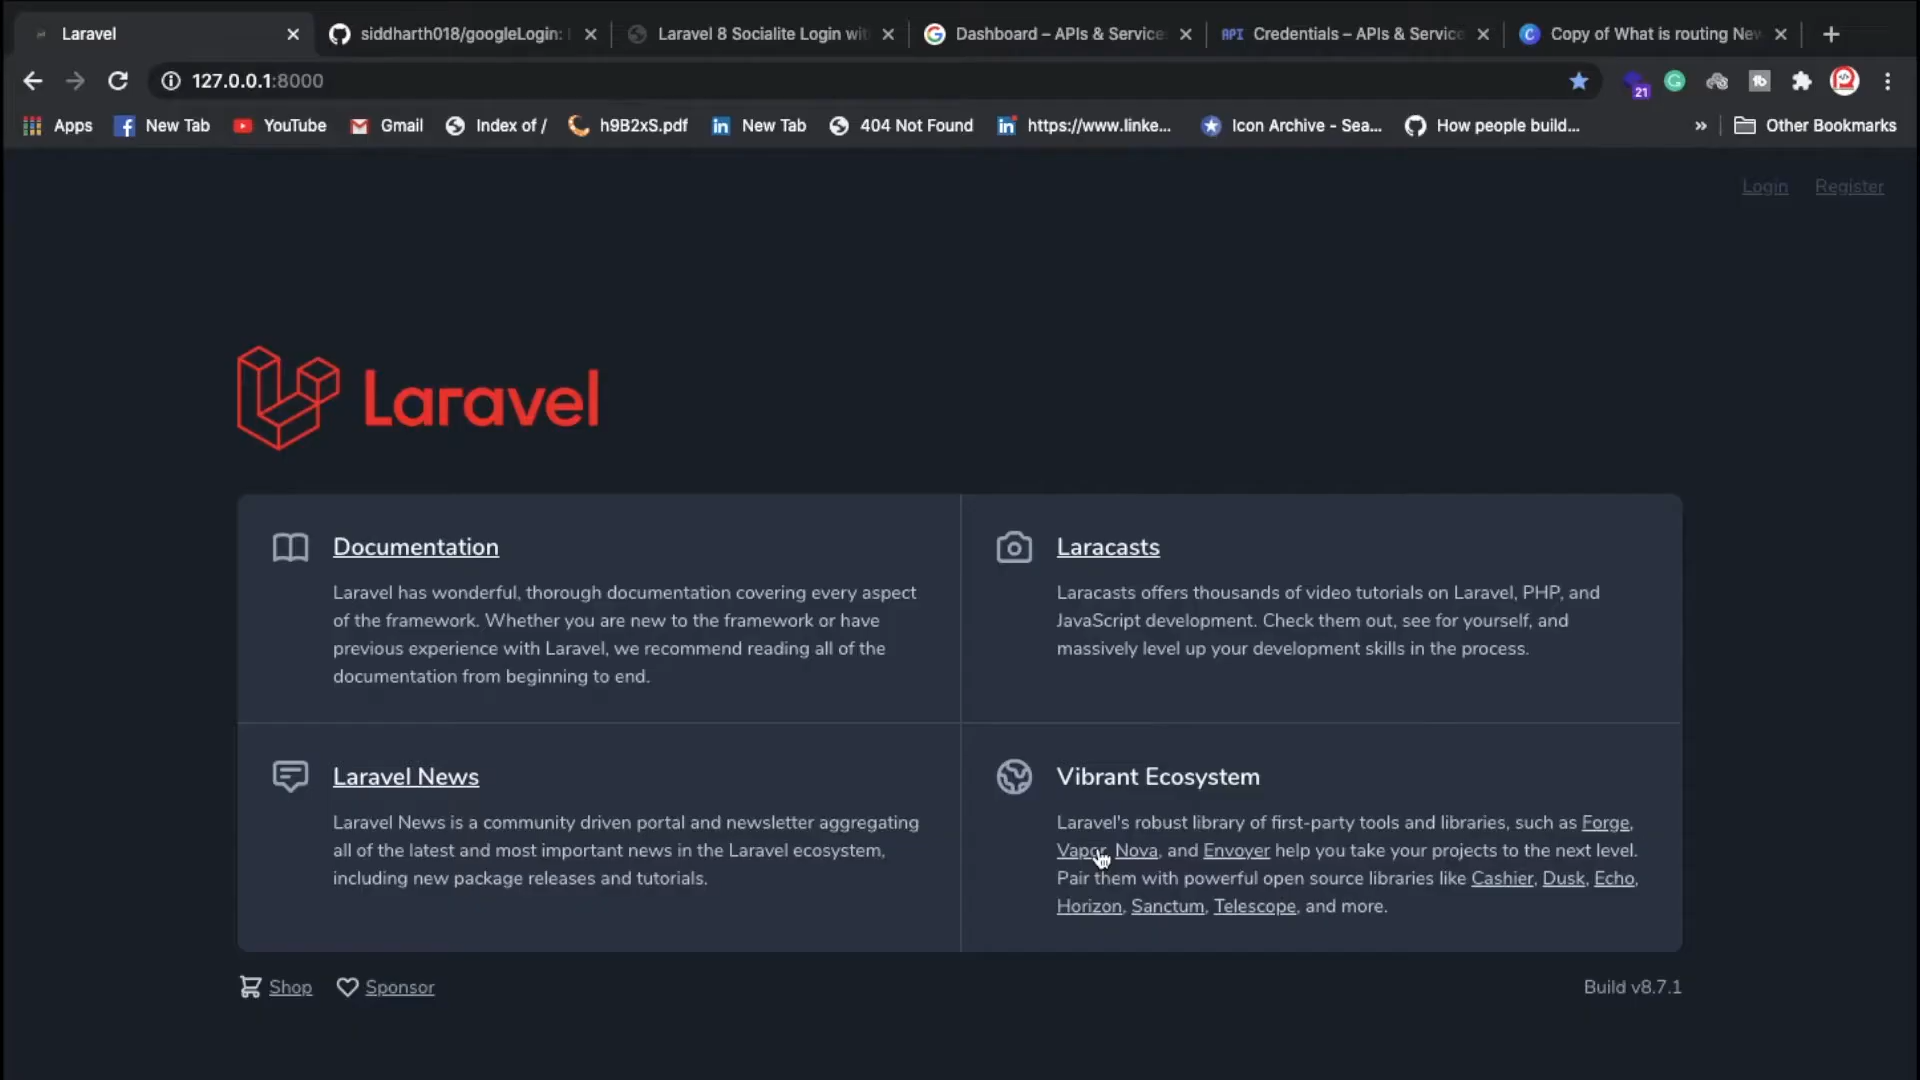 Laravel
siddharth018/googleLogin:
Laravel 8 Socialite Login wit
Dashboard – APIs & Service
API
Credentials – APIs & Service
Copy of What is routing New
127.0.0.1:8000
21
Apps
New Tab
YouTube
Gmail
Index of /
h9B2xS.pdf
New Tab
404 Not Found
https://www.linke...
Icon Archive - Sea...
How people build...
»
Other Bookmarks
Login
Register
Laravel
Documentation
Laravel has wonderful, thorough documentation covering every aspect
of the framework. Whether you are new to the framework or have
previous experience with Laravel, we recommend reading all of the
documentation from beginning to end.
Laracasts
Laracasts offers thousands of video tutorials on Laravel, PHP, and
JavaScript development. Check them out, see for yourself, and
massively level up your development skills in the process.
Laravel News
Laravel News is a community driven portal and newsletter aggregating
all of the latest and most important news in the Laravel ecosystem,
including new package releases and tutorials.
Vibrant Ecosystem
Laravel's robust library of first-party tools and libraries, such as Forge,
Vapor, Nova, and Envoyer help you take your projects to the next level.
Pair them with powerful open source libraries like Cashier, Dusk, Echo,
Horizon, Sanctum, Telescope, and more.
Shop
Sponsor
Build v8.7.1